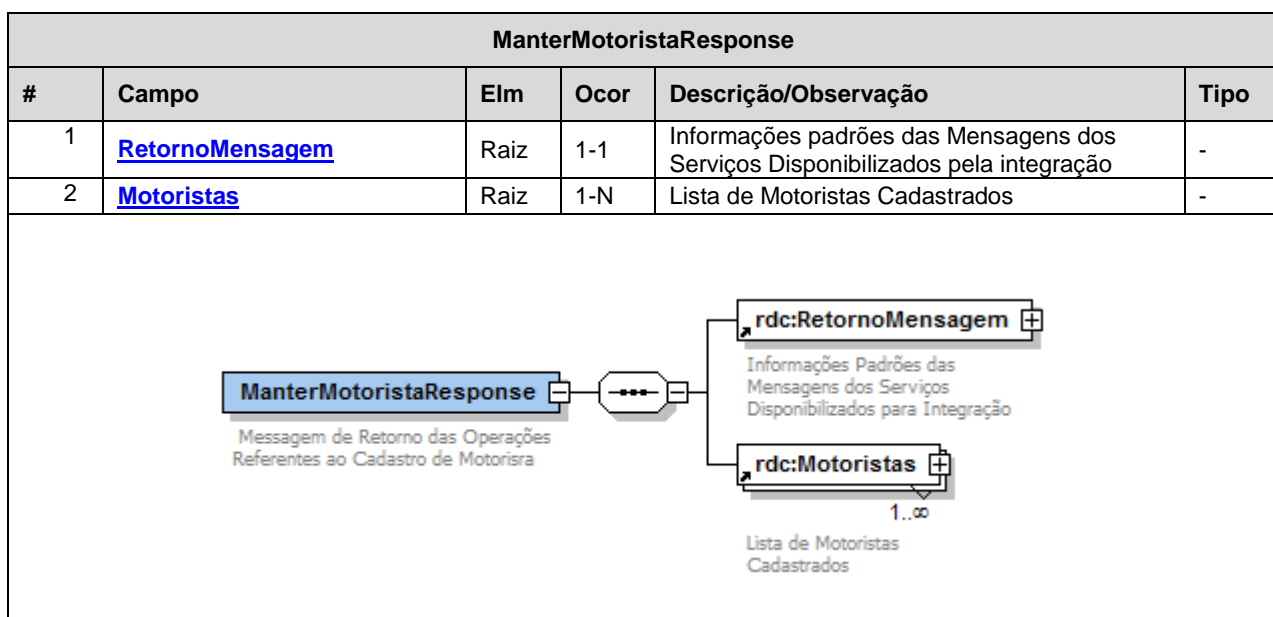 ManterMotoristaResponse
# Campo Elm Ocor Descrição/Observação Tipo
1 RetornoMensagem Raiz 1-1 Informações padrões das Mensagens dos
Serviços Disponibilizados pela integração -
2 Motoristas Raiz 1-N Lista de Motoristas Cadastrados -
rdc:RetornoMensagem
Informações Padrões das
Mensagens dos Serviços
Disponibilizados para Integração
ManterMotoristaResponse
Messagem de Retorno das Operações
Referentes ao Cadastro de Motorisra
rdc:Motoristas
1..∞
Lista de Motoristas
Cadastrados